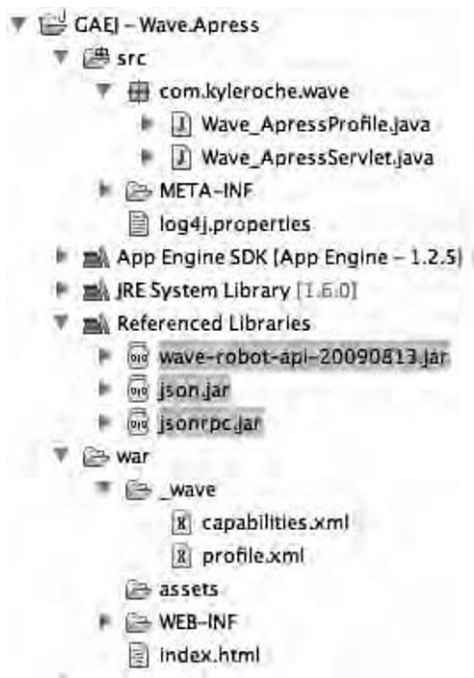 GAEJ – Wave.Apress
src
com.kyleroche.wave
Wave_ApressProfile.java
Wave_ApressServlet.java
META-INF
log4j.properties
App Engine SDK [App Engine – 1.2.5]
JRE System Library [1.6.0]
Referenced Libraries
wave-robot-api-20090813.jar
json.jar
jsonrpc.jar
war
_wave
capabilities.xml
profile.xml
assets
WEB-INF
index.html